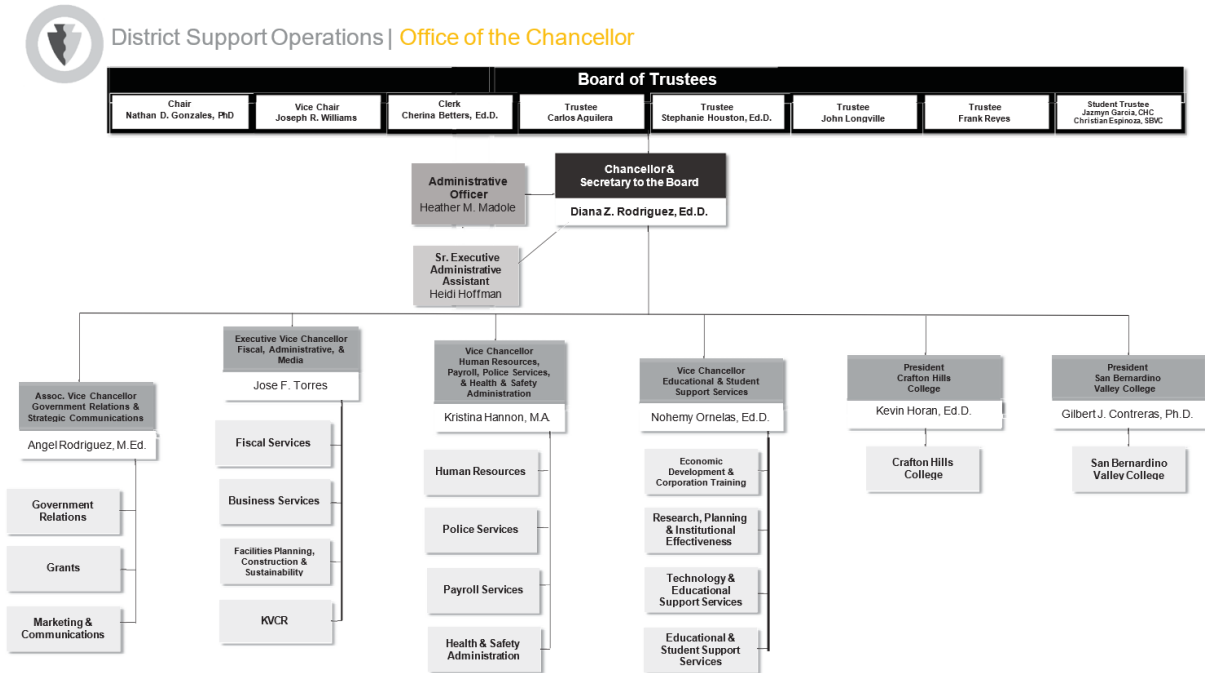 District Support Operations | Office of the Chancellor
Board of Trustees
Chair
Nathan D. Gonzales, PhD
Vice Chair
Joseph R. Williams
Clerk
Cherina Betters, Ed.D.
Trustee
Carlos Aguilera
Trustee
Stephanie Houston, Ed.D.
Trustee
John Longville
Trustee
Frank Reyes
Student Trustee
Jazmyn Garcia, CHC
Christian Espinoza, SBVC
Chancellor &
Secretary to the Board
Diana Z. Rodriguez, Ed.D.
Administrative
Officer
Heather M. Madole
Sr. Executive
Administrative
Assistant
Heidi Hoffman
Assoc. Vice Chancellor
Government Relations &
Strategic Communications
Angel Rodriguez, M.Ed.
Government
Relations
Grants
Marketing &
Communications
Executive Vice Chancellor
Fiscal, Administrative, &
Media
Jose F. Torres
Fiscal Services
Business Services
Facilities Planning,
Construction &
Sustainability
KVCR
Vice Chancellor
Human Resources,
Payroll, Police Services,
& Health & Safety
Administration
Kristina Hannon, M.A.
Human Resources
Police Services
Payroll Services
Health & Safety
Administration
Vice Chancellor
Educational & Student
Support Services
Nohemy Ornelas, Ed.D.
Economic
Development &
Corporation Training
Research, Planning
& Institutional
Effectiveness
Technology &
Educational
Support Services
Educational &
Student Support
Services
President
Crafton Hills
College
Kevin Horan, Ed.D.
Crafton Hills
College
President
San Bernardino
Valley College
Gilbert J. Contreras, Ph.D.
San Bernardino
Valley College